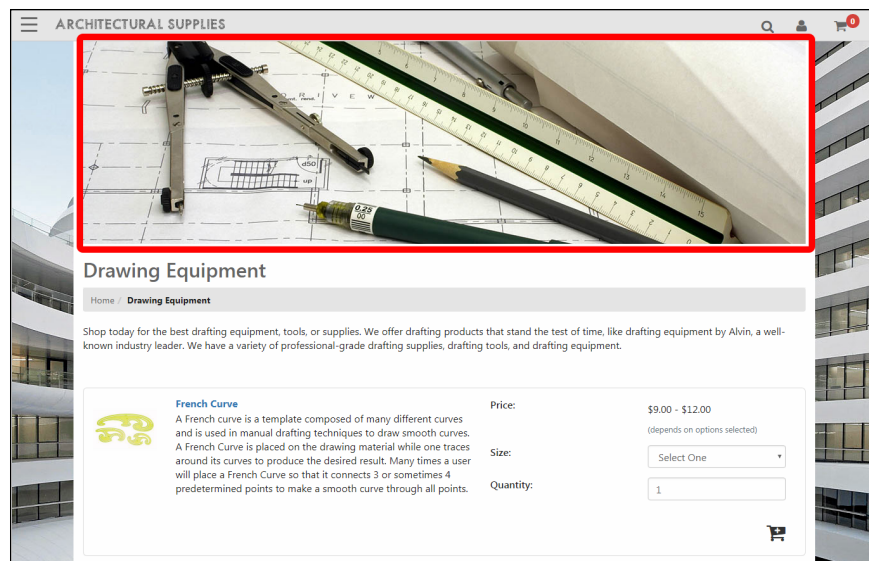 ARCHITECTURAL SUPPLIES
0
D R I V E W
d50
up
0.25
00
Drawing Equipment
Home / Drawing Equipment
Shop today for the best drafting equipment, tools, or supplies. We offer drafting products that stand the test of time, like drafting equipment by Alvin, a well-
known industry leader. We have a variety of professional-grade drafting supplies, drafting tools, and drafting equipment.
French Curve
A French curve is a template composed of many different curves
and is used in manual drafting techniques to draw smooth curves.
A French Curve is placed on the drawing material while one traces
around its curves to produce the desired result. Many times a user
will place a French Curve so that it connects 3 or sometimes 4
predetermined points to make a smooth curve through all points.
Price:
$9.00 - $12.00
(depends on options selected)
Size:
Select One
Quantity:
1